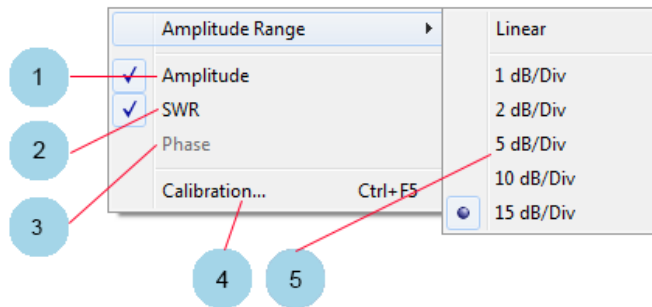 Amplitude Range
Linear
1
Amplitude
1 dB/Div
SWR
2 dB/Div
2
Phase
5 dB/Div
10 dB/Div
3
Calibration... Ctrl+F5
15 dB/Div
4
5